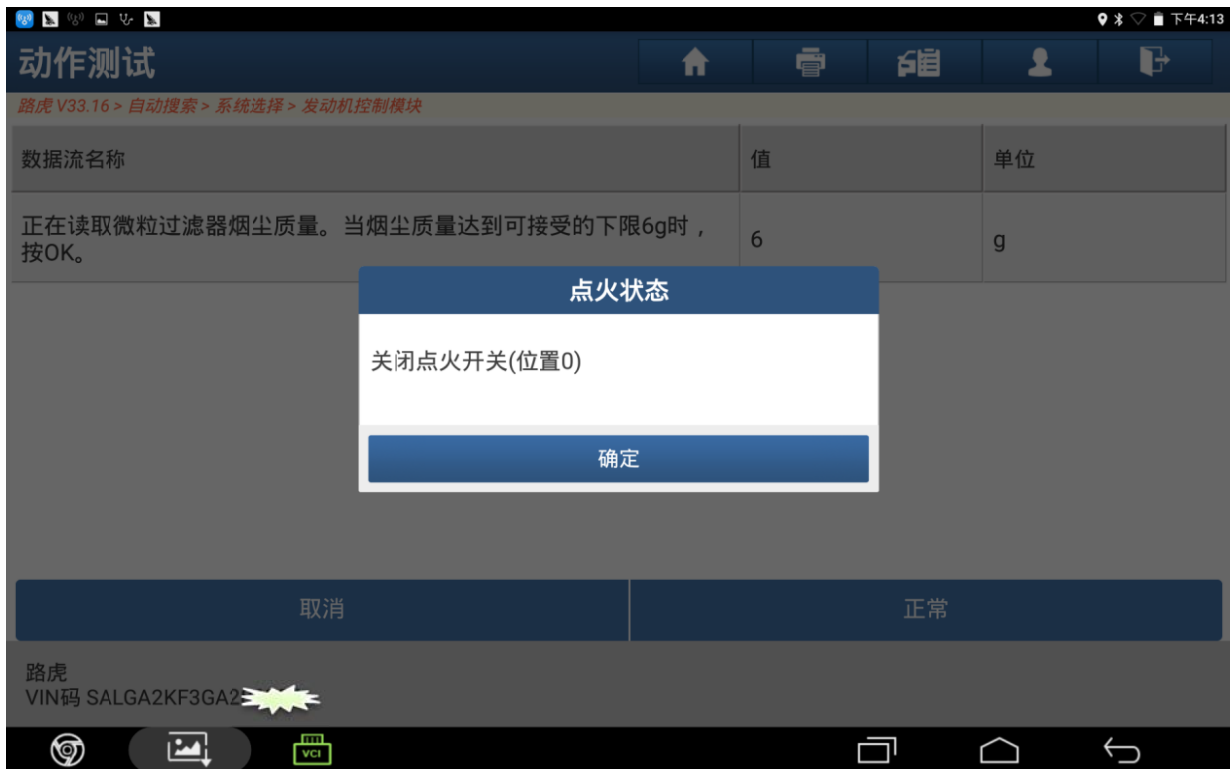 下午4:13
动作测试
路虎 V33.16 > 自动搜索 > 系统选择 > 发动机控制模块
数据流名称 值 单位
正在读取微粒过滤器烟尘质量。当烟尘质量达到可接受的下限6g时，
按OK。
6 g
点火状态
关闭点火开关(位置0)
确定
取消 正常
路虎
VIN码 SALGA2KF3GA2
VCI